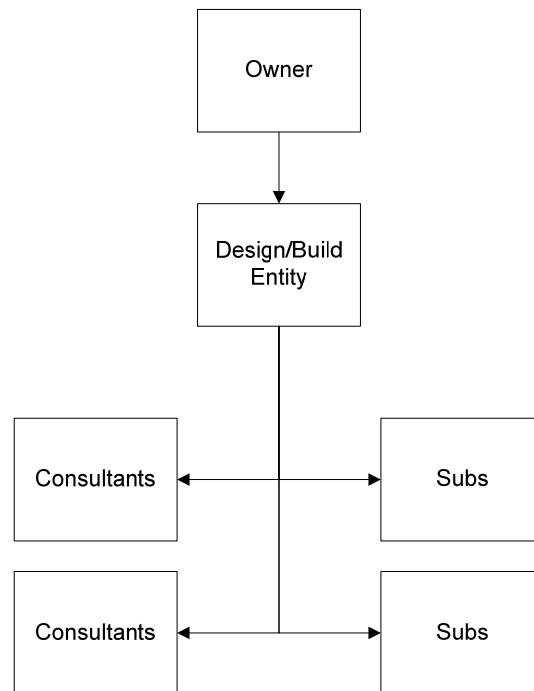 Owner
Design/Build
Entity
Consultants
Subs
Consultants
Subs